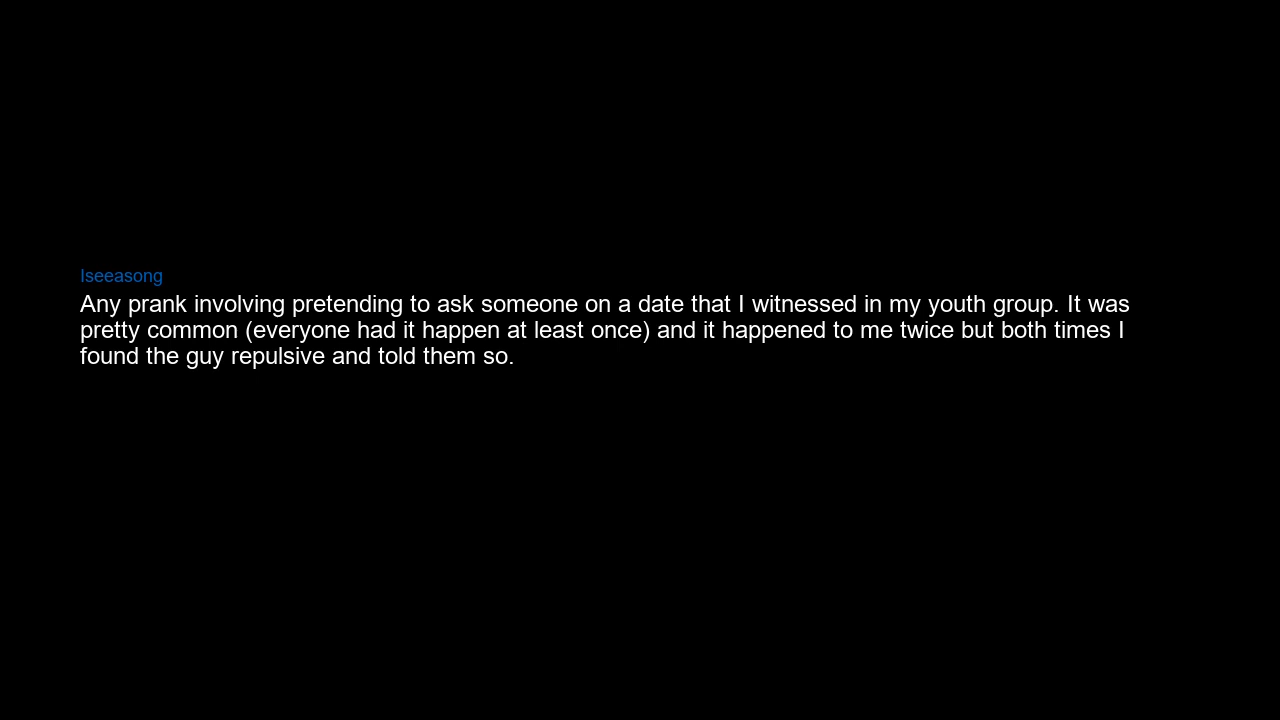 Iseeasong
Any prank involving pretending to ask someone on a date that I witnessed in my youth group. It was
pretty common (everyone had it happen at least once) and it happened to me twice but both times I
found the guy repulsive and told them so.